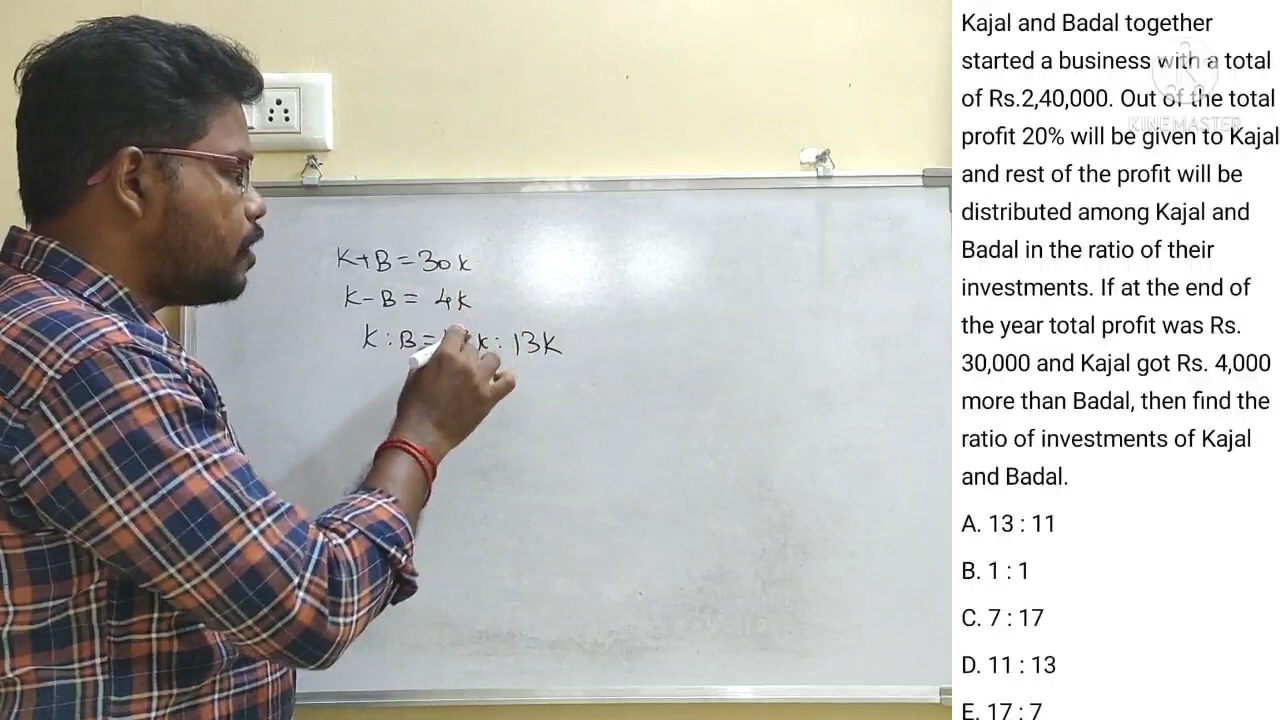 K+B=30k
K-B= 4k
K:B= k:13k
Kajal and Badal together
started a business with a total
of Rs.2,40,000. Out of the total
profit 20% will be given to Kajal
and rest of the profit will be
distributed among Kajal and
Badal in the ratio of their
investments. If at the end of
the year total profit was Rs.
30,000 and Kajal got Rs. 4,000
more than Badal, then find the
ratio of investments of Kajal
and Badal.
A. 13 : 11
B. 1 : 1
C. 7 : 17
D. 11 : 13
E. 17 : 7
KINEMASTER